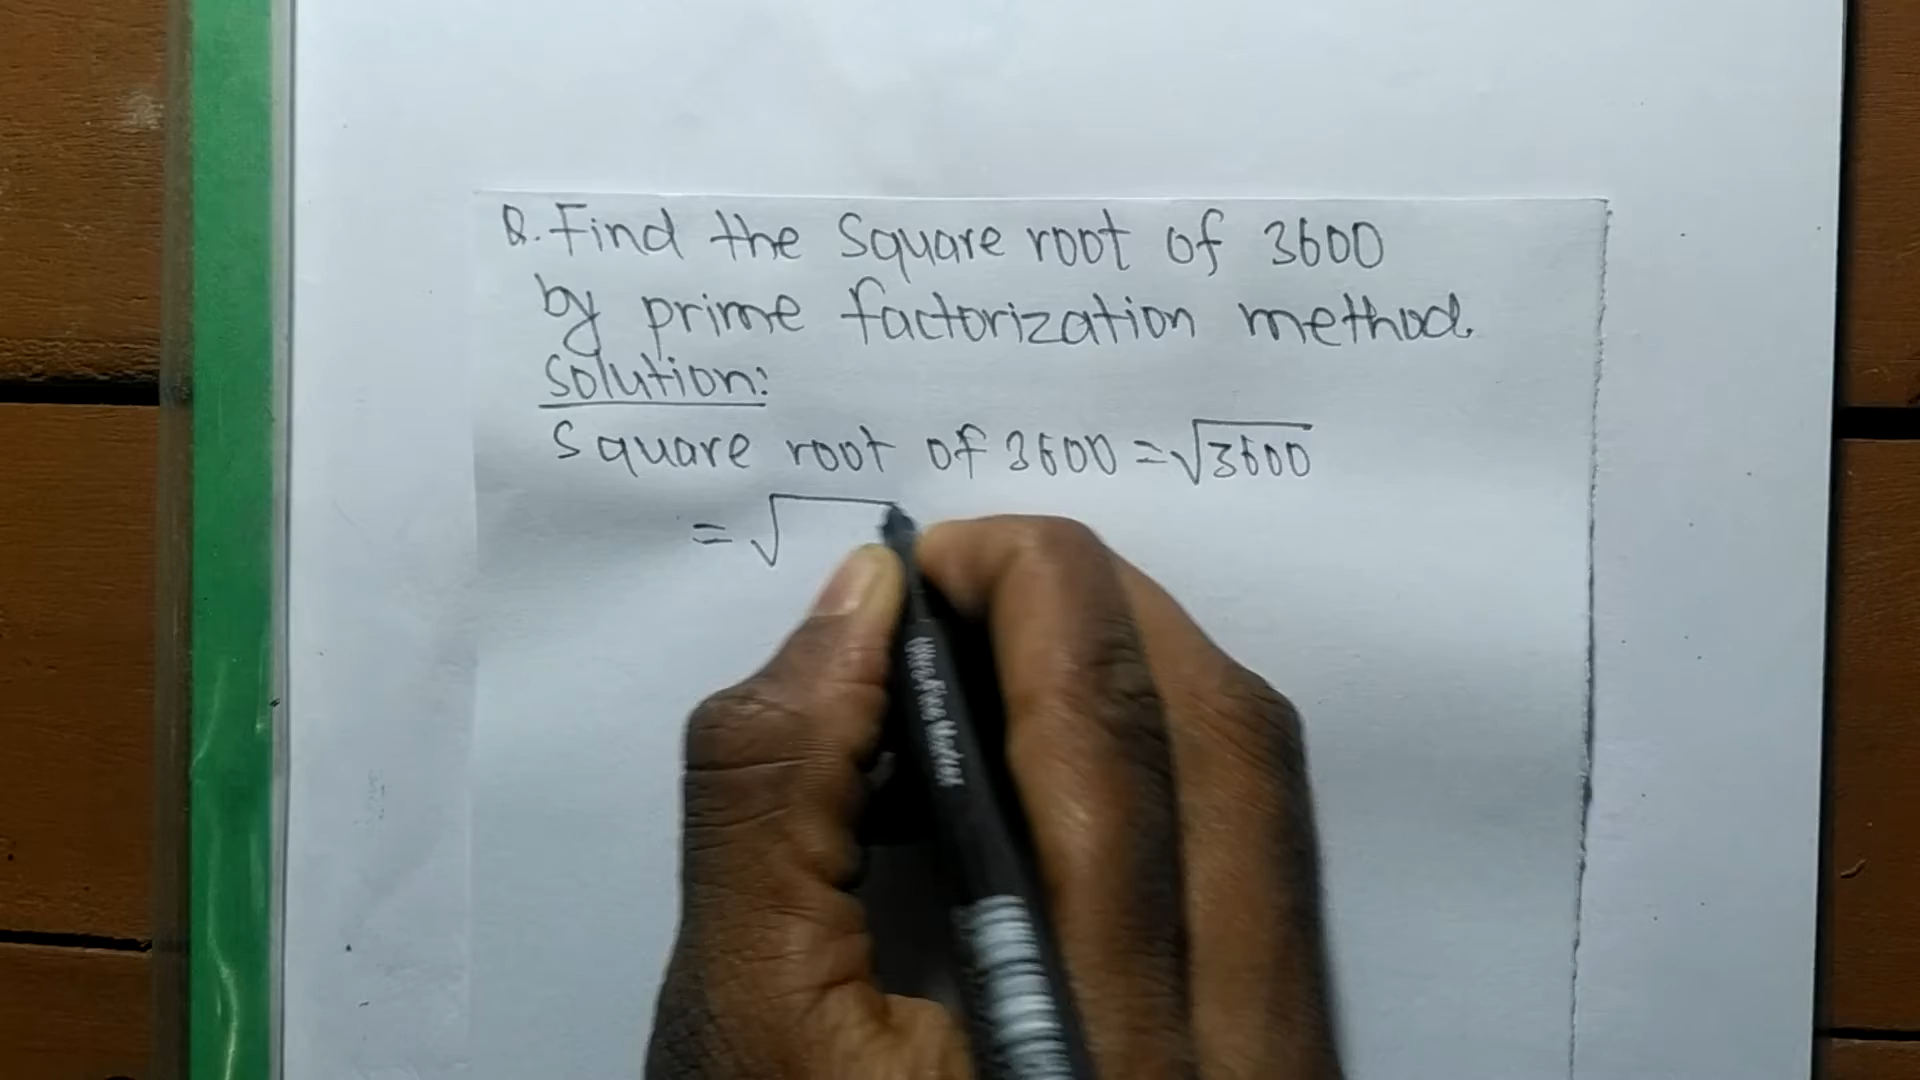 Q. Find the Square root of 3600
by prime factorization method.
Solution:
Square root of 3600 = √3600
= √